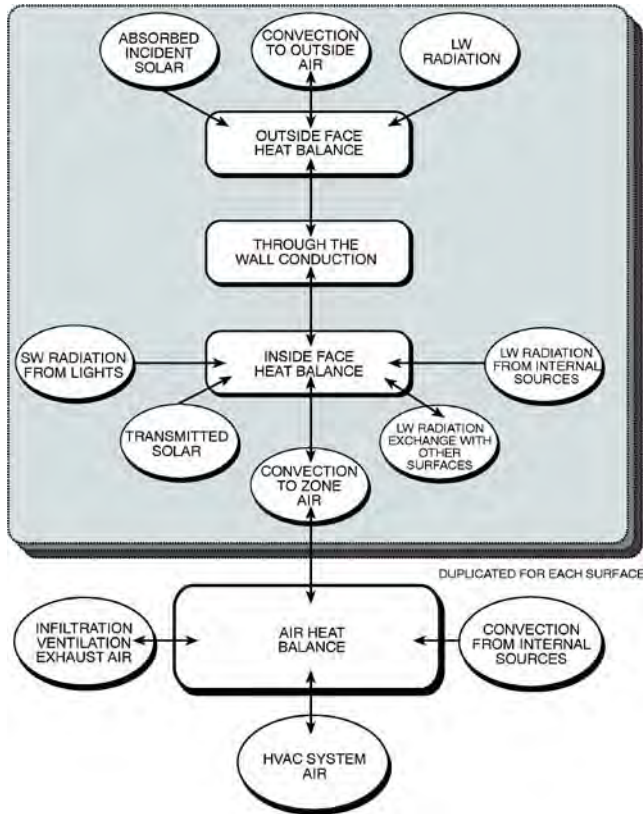 ABSORBED
INCIDENT
SOLAR
CONVECTION
TO OUTSIDE
AIR
LW
RADIATION
OUTSIDE FACE
HEAT BALANCE
THROUGH THE
WALL CONDUCTION
SW RADIATION
FROM LIGHTS
INSIDE FACE
HEAT BALANCE
LW RADIATION
FROM INTERNAL
SOURCES
TRANSMITTED
SOLAR
LW RADIATION
EXCHANGE WITH
OTHER
SURFACES
CONVECTION
TO ZONE
AIR
DUPLICATED FOR EACH SURFACE
INFILTRATION
VENTILATION
EXHAUST AIR
AIR HEAT
BALANCE
CONVECTION
FROM INTERNAL
SOURCES
HVAC SYSTEM
AIR